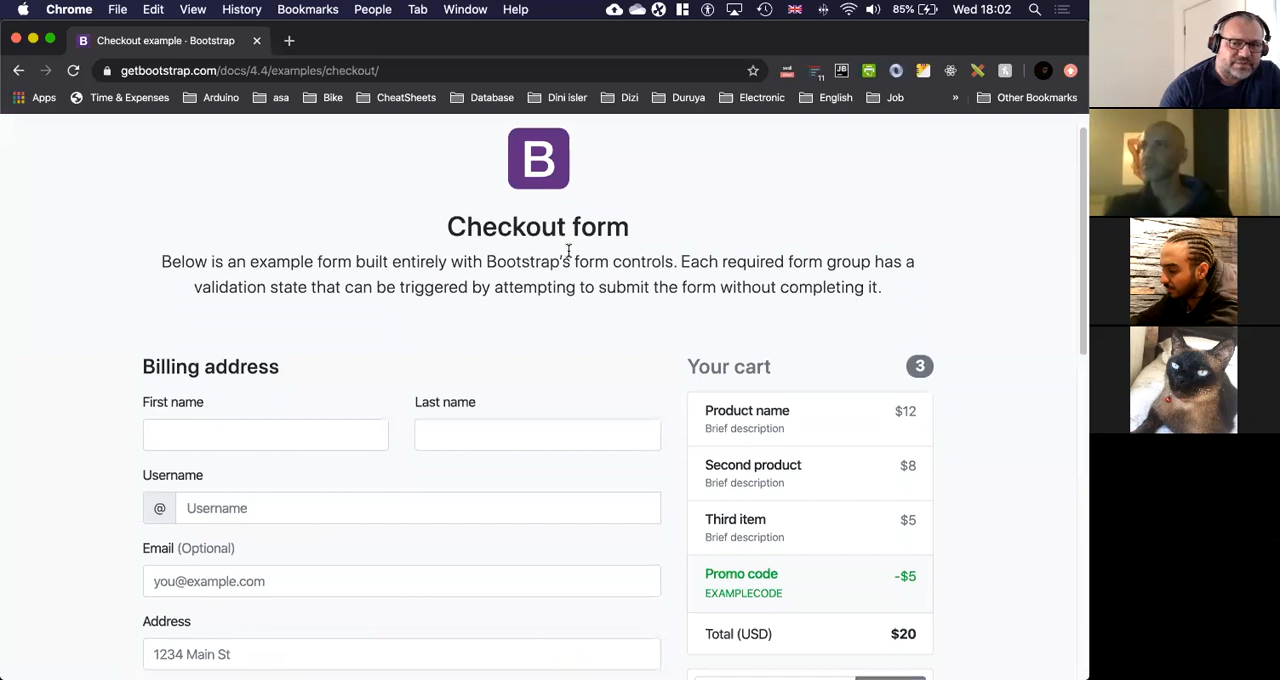 Chrome File Edit View History Bookmarks People Tab Window Help 85% Wed 18:02
B Checkout example · Bootstrap
getbootstrap.com/docs/4.4/examples/checkout/
Apps Time & Expenses Arduino asa Bike CheatSheets Database Dini isler Dizi Duruya Electronic English Job » Other Bookmarks
B
Checkout form
Below is an example form built entirely with Bootstrap's form controls. Each required form group has a
validation state that can be triggered by attempting to submit the form without completing it.
Billing address
First name Last name
Username
@ Username
Email (Optional)
you@example.com
Address
1234 Main St
Your cart 3
Product name $12
Brief description
Second product $8
Brief description
Third item $5
Brief description
Promo code -$5
EXAMPLECODE
Total (USD) $20